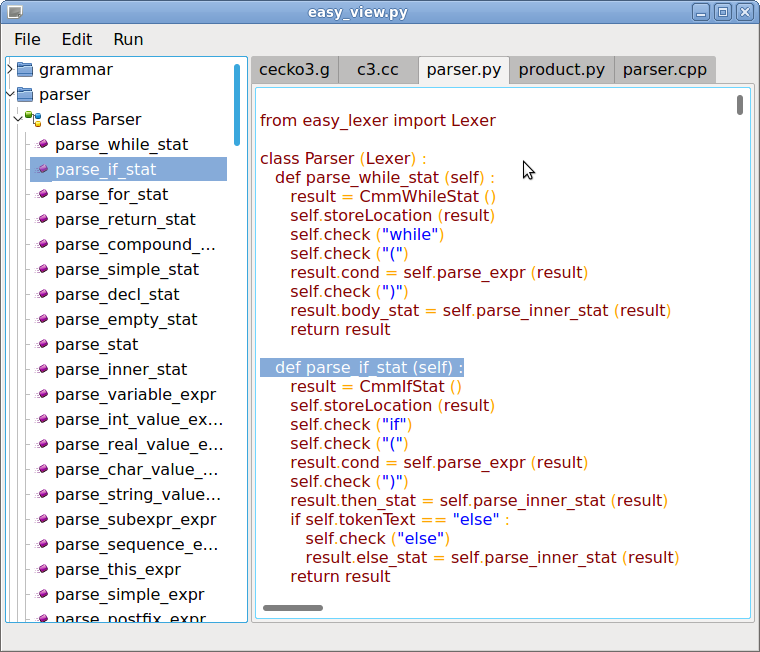 easy_view.py
File Edit Run
grammar
parser
class Parser
parse_while_stat
parse_if_stat
parse_for_stat
parse_return_stat
parse_compound_...
parse_simple_stat
parse_decl_stat
parse_empty_stat
parse_stat
parse_inner_stat
parse_variable_expr
parse_int_value_ex...
parse_real_value_e...
parse_char_value_...
parse_string_value...
parse_subexpr_expr
parse_sequence_e...
parse_this_expr
parse_simple_expr
parse_postfix_expr
cecko3.g c3.cc parser.py product.py parser.cpp
from easy_lexer import Lexer
class Parser (Lexer) :
def parse_while_stat (self) :
result = CmmWhileStat ()
self.storeLocation (result)
self.check ("while")
self.check ("(")
result.cond = self.parse_expr (result)
self.check (")")
result.body_stat = self.parse_inner_stat (result)
return result
def parse_if_stat (self) :
result = CmmIfStat ()
self.storeLocation (result)
self.check ("if")
self.check ("(")
result.cond = self.parse_expr (result)
self.check (")")
result.then_stat = self.parse_inner_stat (result)
if self.tokenText == "else" :
self.check ("else")
result.else_stat = self.parse_inner_stat (result)
return result